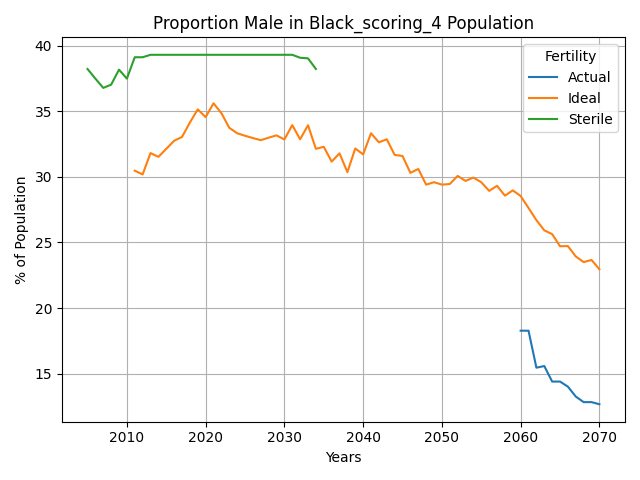 Proportion Male in Black_scoring_4 Population
% of Population
40
35
30
25
20
15
Fertility
Actual
Ideal
Sterile
2010 2020 2030 2040 2050 2060 2070
Years